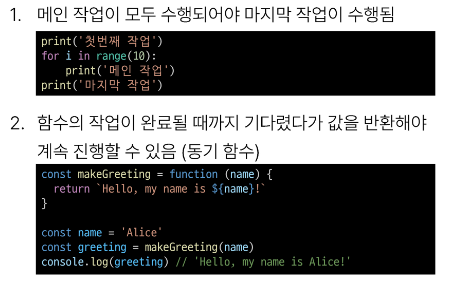 1. 메인 작업이 모두 수행되어야 마지막 작업이 수행됨
print('첫번째 작업')
for i in range(10):
    print('메인 작업')
print('마지막 작업')
2. 함수의 작업이 완료될 때까지 기다렸다가 값을 반환해야
계속 진행할 수 있음 (동기 함수)
const makeGreeting = function (name) {
  return `Hello, my name is ${name}!`
}
const name = 'Alice'
const greeting = makeGreeting(name)
console.log(greeting) // 'Hello, my name is Alice!'